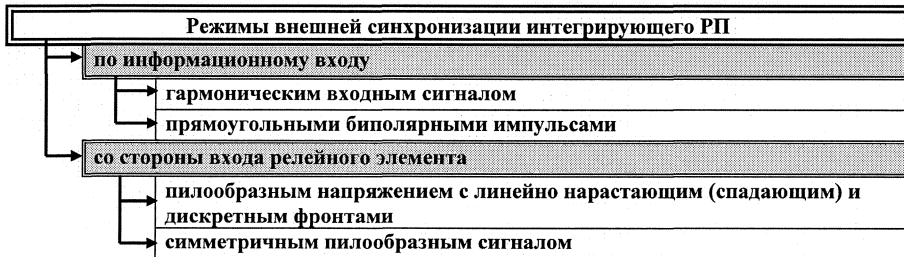 Режимы внешней синхронизации интегрирующего РП
по информационному входу
гармоническим входным сигналом
прямоугольными биполярными импульсами
со стороны входа релейного элемента
пилообразным напряжением с линейно нарастающим (спадающим) и
дискретным фронтами
симметричным пилообразным сигналом